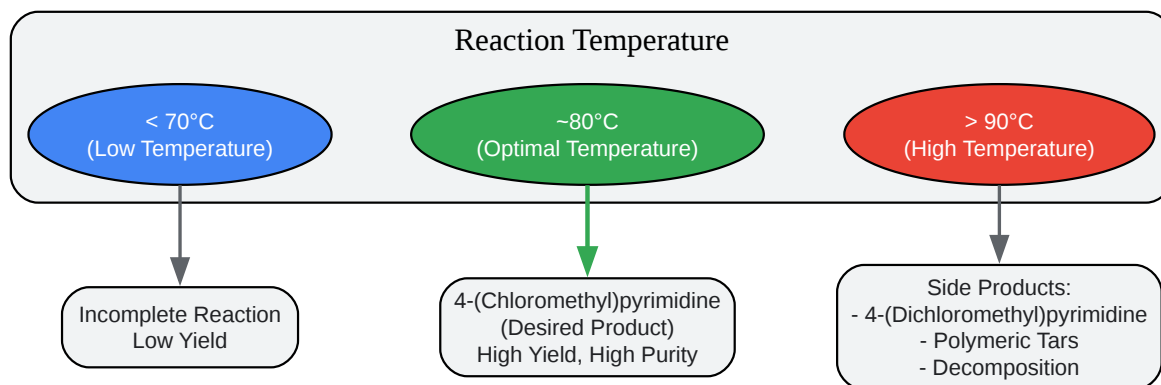 Reaction Temperature
< 70°C
(Low Temperature)
~80°C
(Optimal Temperature)
> 90°C
(High Temperature)
Incomplete Reaction
Low Yield
4-(Chloromethyl)pyrimidine
(Desired Product)
High Yield, High Purity
Side Products:
- 4-(Dichloromethyl)pyrimidine
- Polymeric Tars
- Decomposition